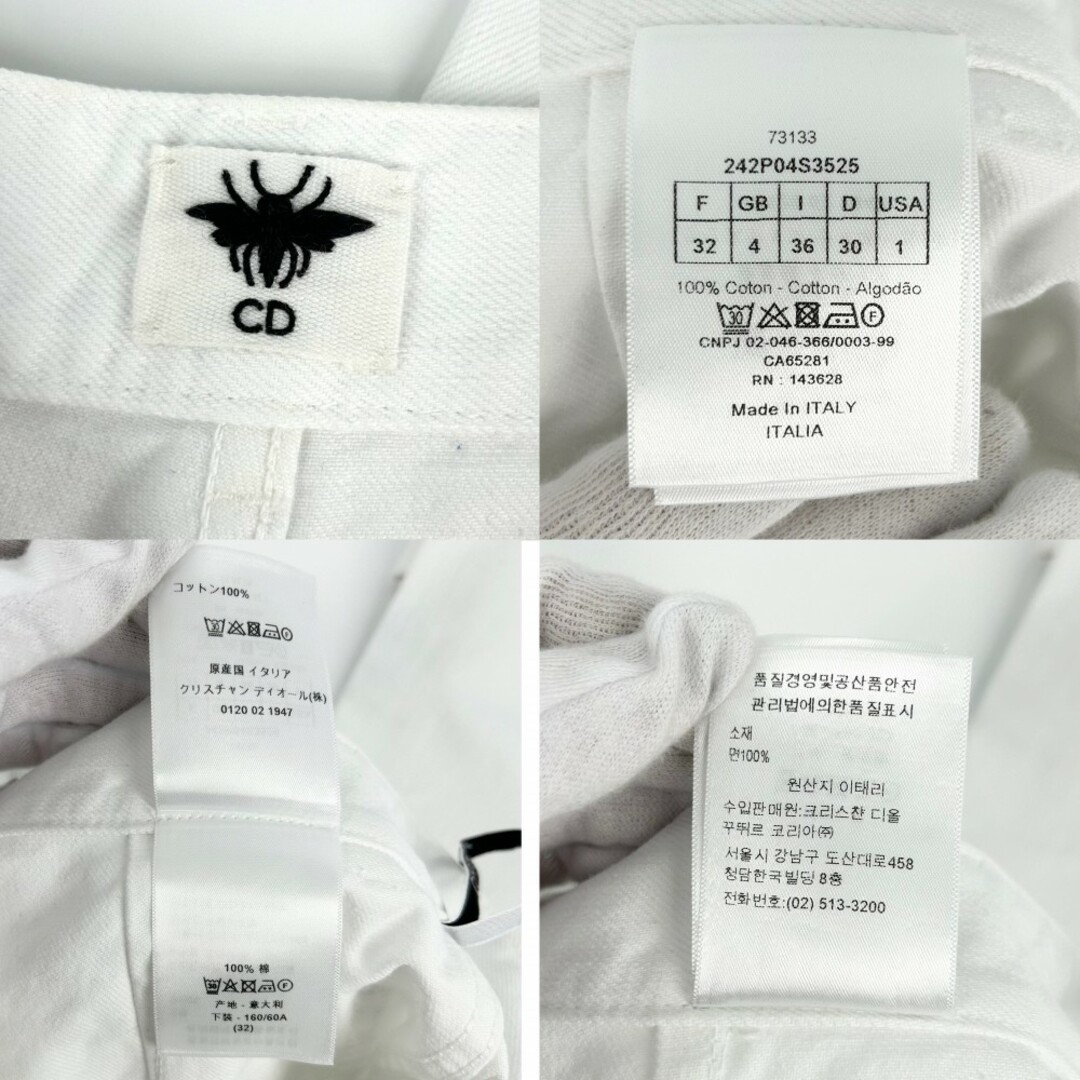 CD
73133
242P04S3525
F GB I D USA
32 4 36 30 1
100% Coton - Cotton - Algodão
30 F
CNPJ 02-046-366/0003-99
CA65281
RN : 143628
Made In ITALY
ITALIA
コットン100%
30 F
原産国 イタリア
クリスチャン ディオール(株)
0120 02 1947
100% 棉
30 F
产地 - 意大利
下装 - 160/60A
(32)
품질경영및공산품안전
관리법에의한품질표시
소재
면100%
원산지 이태리
수입판매원:크리스챤 디올
꾸뛰르 코리아㈜
서울시 강남구 도산대로458
청담한국빌딩 8층
전화번호:(02) 513-3200